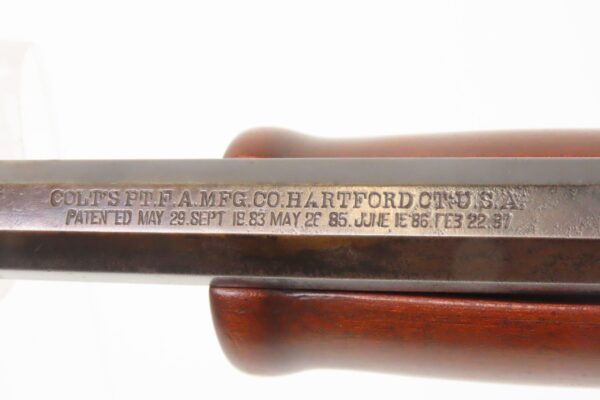 COLT'S PT. F. A. MFG. CO. HARTFORD CT. U.S.A.
PATENTED MAY 29. SEPT 18.83 MAY 26 85. JUNE 15 86. FEB 22. 87